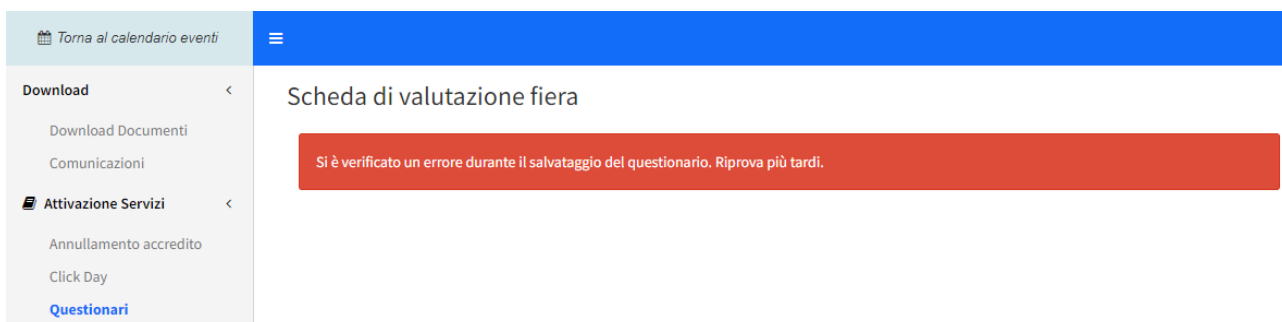 Torna al calendario eventi
Download
Download Documenti
Comunicazioni
Attivazione Servizi
Annullamento accredito
Click Day
Questionari
Scheda di valutazione fiera
Si è verificato un errore durante il salvataggio del questionario. Riprova più tardi.